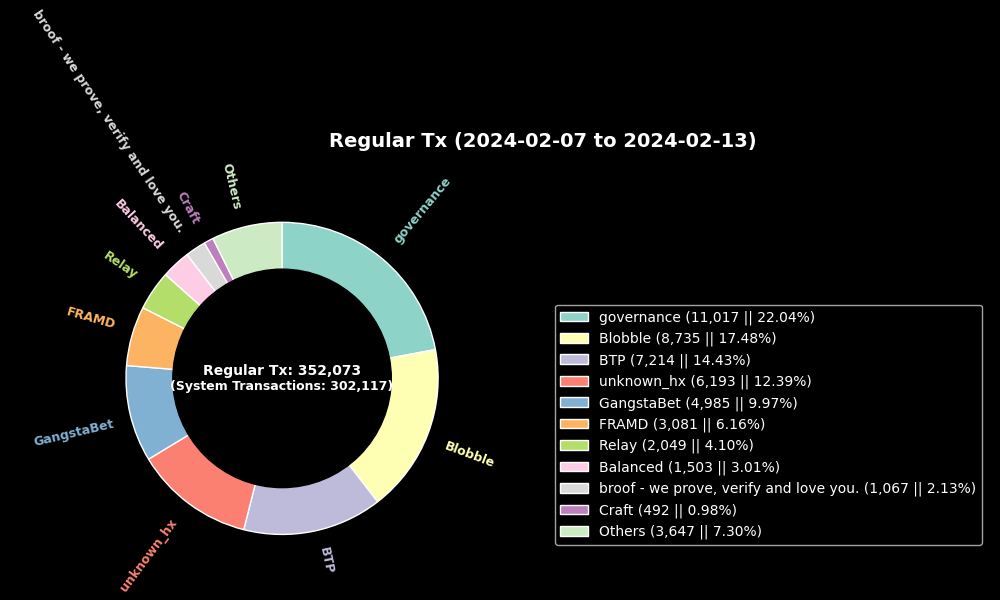 Regular Tx (2024-02-07 to 2024-02-13)
broof - we prove, verify and love you.
Others
Craft
Balanced
Relay
FRAMD
GangstaBet
unknown_hx
BTP
Blobble
governance
Regular Tx: 352,073
(System Transactions: 302,117)
governance (11,017 || 22.04%)
Blobble (8,735 || 17.48%)
BTP (7,214 || 14.43%)
unknown_hx (6,193 || 12.39%)
GangstaBet (4,985 || 9.97%)
FRAMD (3,081 || 6.16%)
Relay (2,049 || 4.10%)
Balanced (1,503 || 3.01%)
broof - we prove, verify and love you. (1,067 || 2.13%)
Craft (492 || 0.98%)
Others (3,647 || 7.30%)